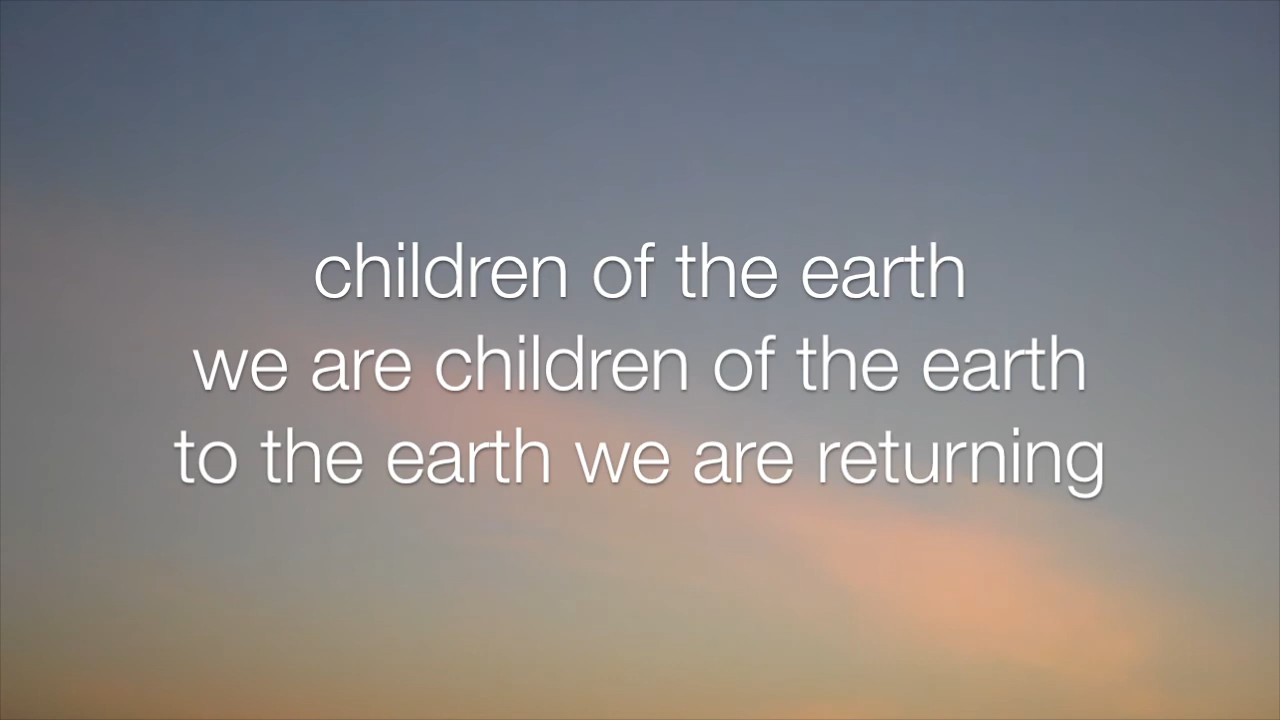 children of the earth
we are children of the earth
to the earth we are returning